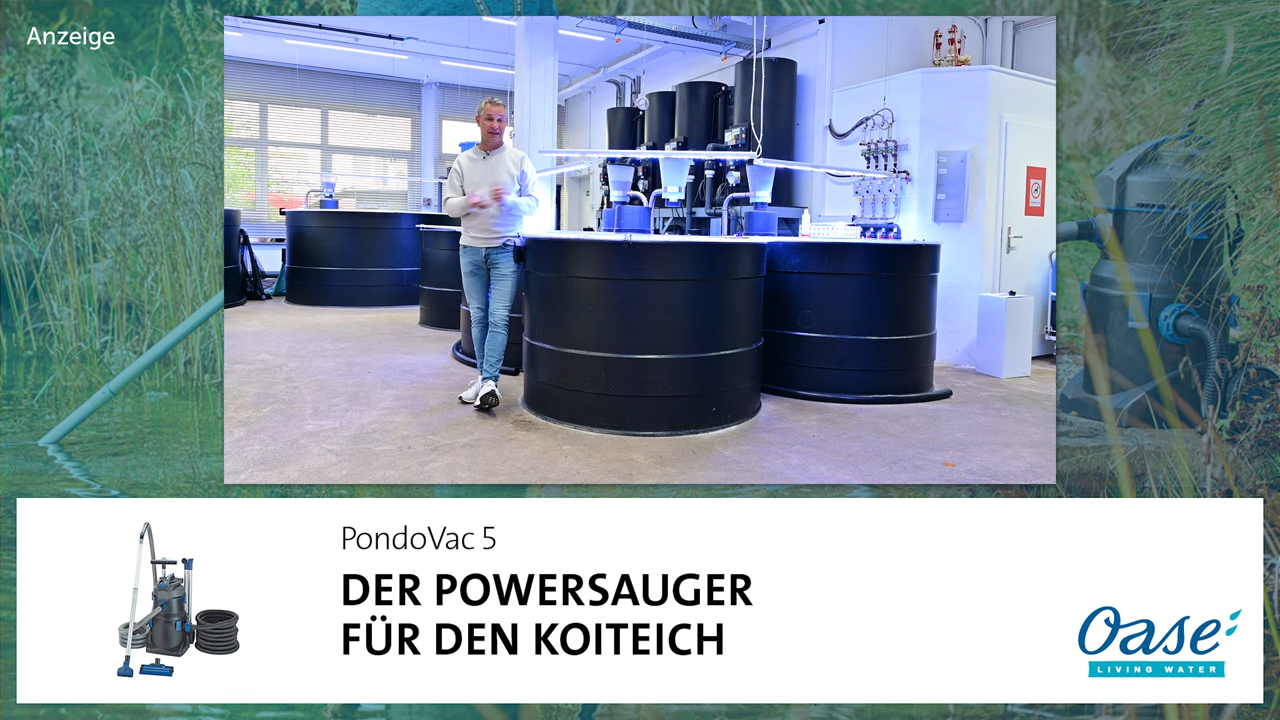 Anzeige
PondoVac 5
DER POWERSAUGER
FÜR DEN KOITEICH
Oase
LIVING WATER